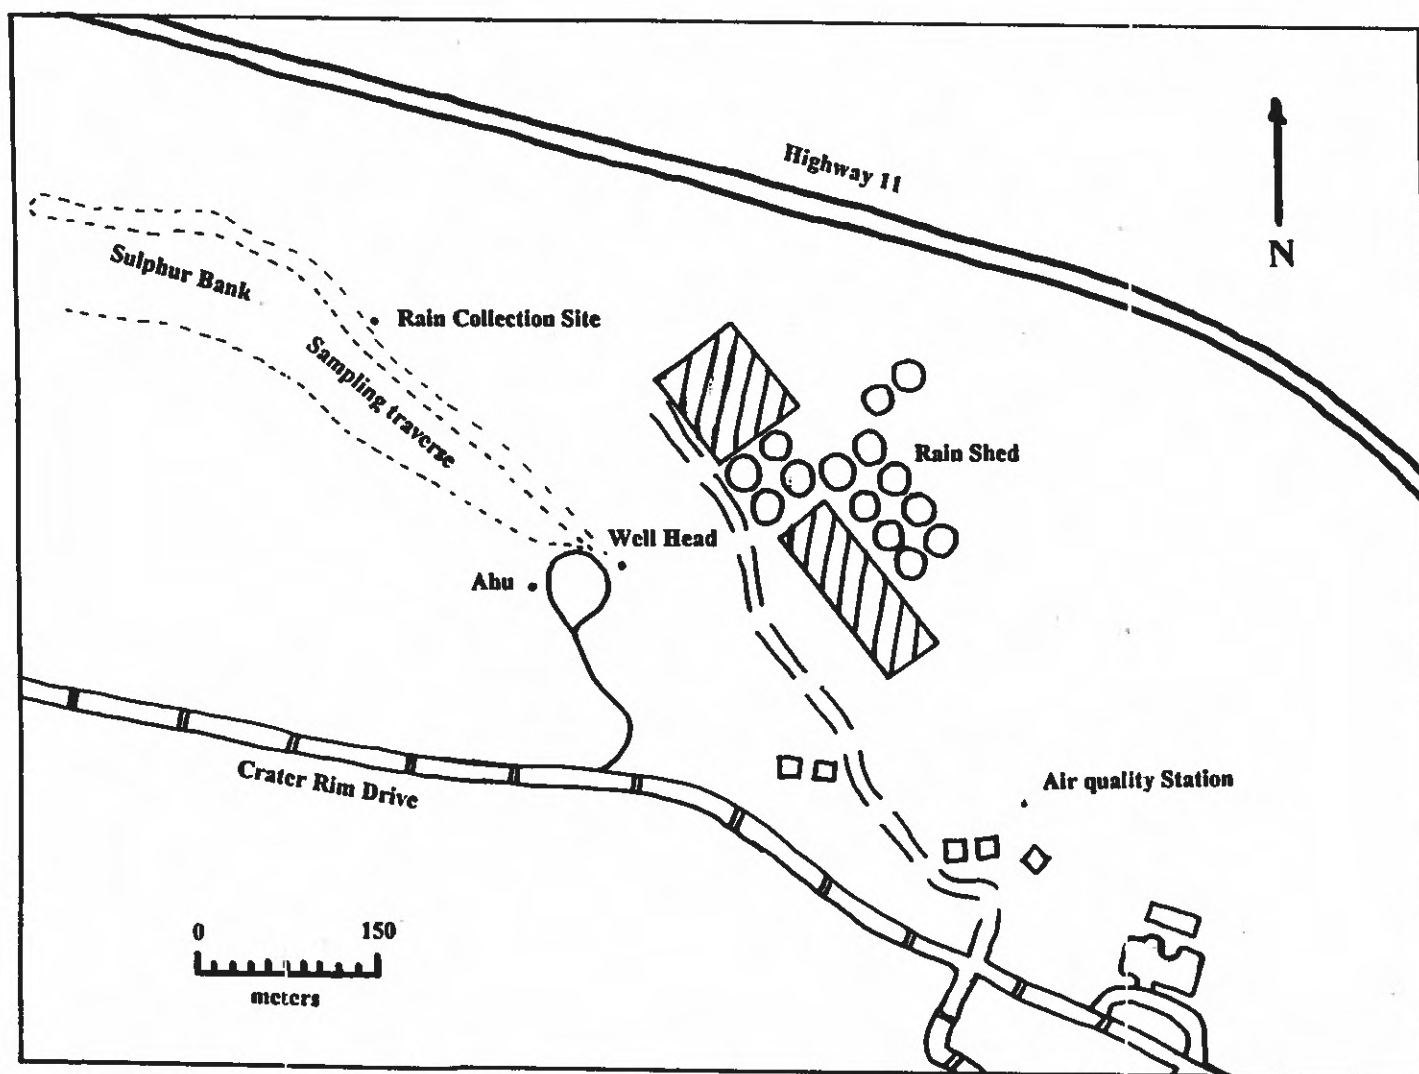 Highway 11
N
Sulphur Bank
Rain Collection Site
Sampling traverse
Rain Shed
Well Head
Ahu
Crater Rim Drive
Air quality Station
0 150
meters